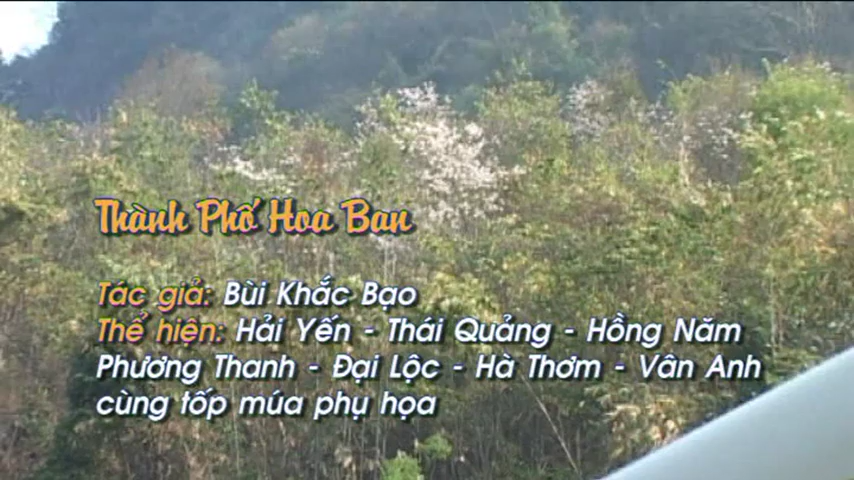 Thành Phố Hoa Ban
Tác giả: Bùi Khắc Bạo
Thể hiện: Hải Yến - Thái Quảng - Hồng Năm
Phương Thanh - Đại Lộc - Hà Thơm - Vân Anh
cùng tốp múa phụ họa